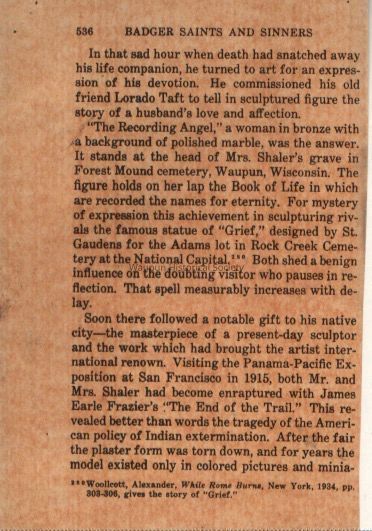 536 BADGER SAINTS AND SINNERS
In that sad hour when death had snatched away
his life companion, he turned to art for an expres-
sion of his devotion. He commissioned his old
friend Lorado Taft to tell in sculptured figure the
story of a husband's love and affection.
"The Recording Angel," a woman in bronze with
a background of polished marble, was the answer.
It stands at the head of Mrs. Shaler's grave in
Forest Mound cemetery, Waupun, Wisconsin. The
figure holds on her lap the Book of Life in which
are recorded the names for eternity. For mystery
of expression this achievement in sculpturing riv-
als the famous statue of "Grief," designed by St.
Gaudens for the Adams lot in Rock Creek Ceme-
tery at the National Capital.²⁸⁰ Both shed a benign
Waupun Historical Society
influence on the doubting visitor who pauses in re-
flection. That spell measurably increases with de-
lay.
Soon there followed a notable gift to his native
city—the masterpiece of a present-day sculptor
and the work which had brought the artist inter-
national renown. Visiting the Panama-Pacific Ex-
position at San Francisco in 1915, both Mr. and
Mrs. Shaler had become enraptured with James
Earle Frazier's "The End of the Trail." This re-
vealed better than words the tragedy of the Ameri-
can policy of Indian extermination. After the fair
the plaster form was torn down, and for years the
model existed only in colored pictures and minia-
²⁸⁰Woollcott, Alexander, While Rome Burns, New York, 1934, pp.
303-306, gives the story of "Grief."